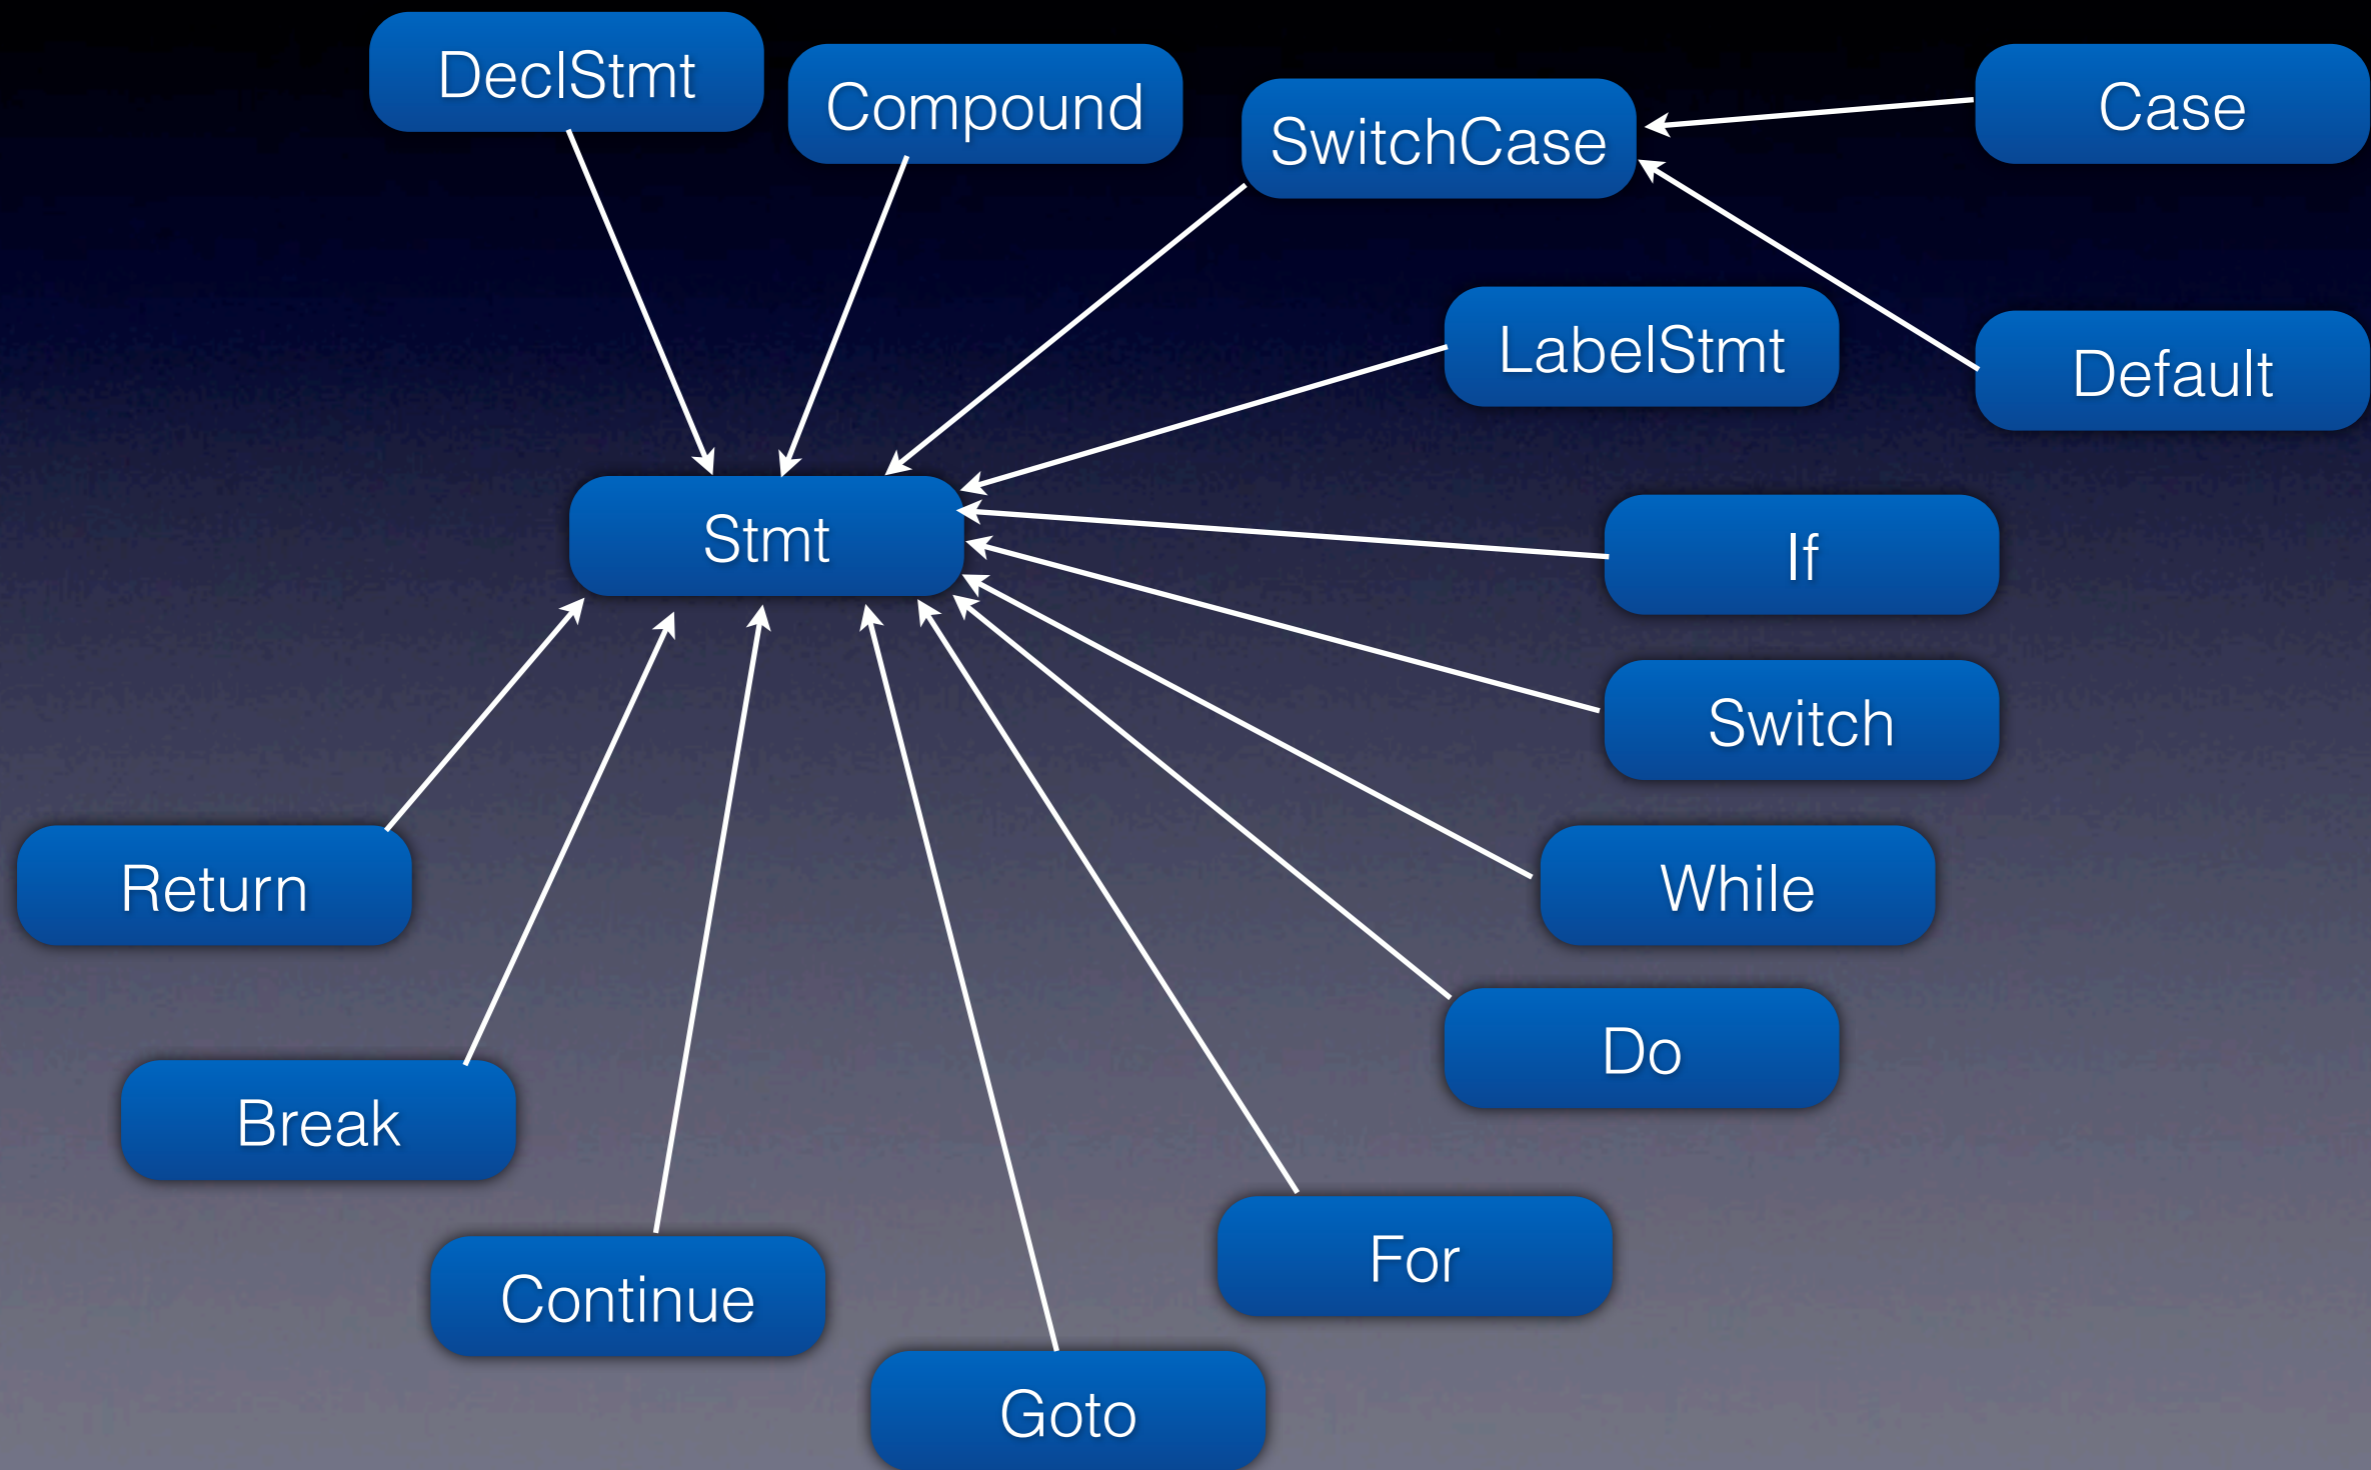 DeclStmt
Compound
SwitchCase
Case
LabelStmt
Default
Stmt
If
Switch
Return
While
Do
Break
Continue
For
Goto